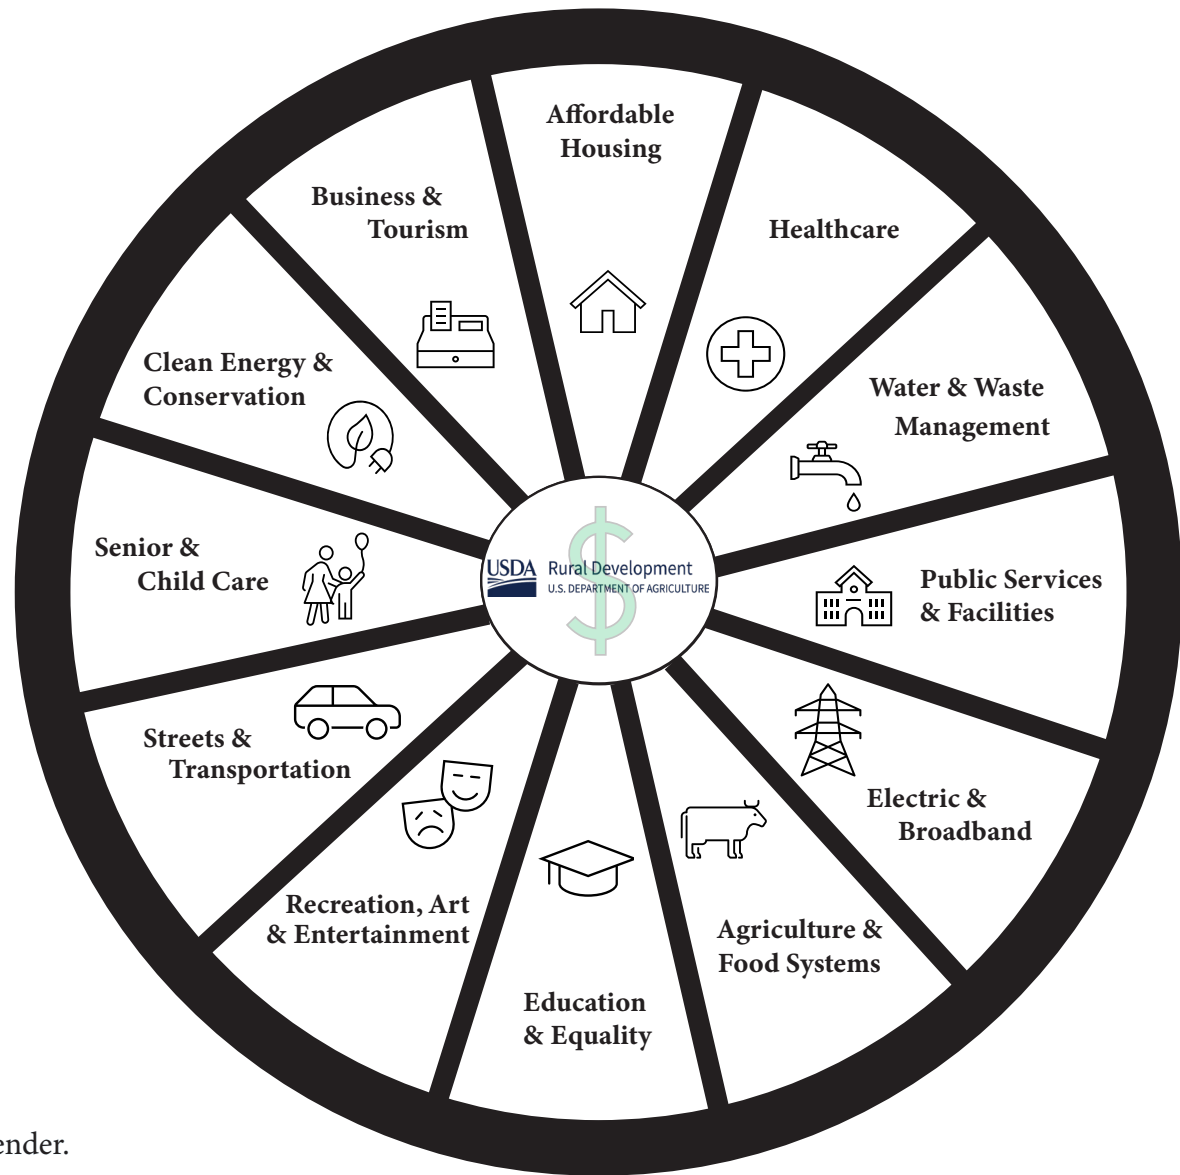 Affordable
Housing
Healthcare
Water & Waste
Management
Public Services
& Facilities
Electric &
Broadband
Agriculture &
Food Systems
Education
& Equality
Recreation, Art
& Entertainment
Streets &
Transportation
Senior &
Child Care
Clean Energy &
Conservation
Business &
Tourism
USDA Rural Development
U.S. DEPARTMENT OF AGRICULTURE
$
ender.